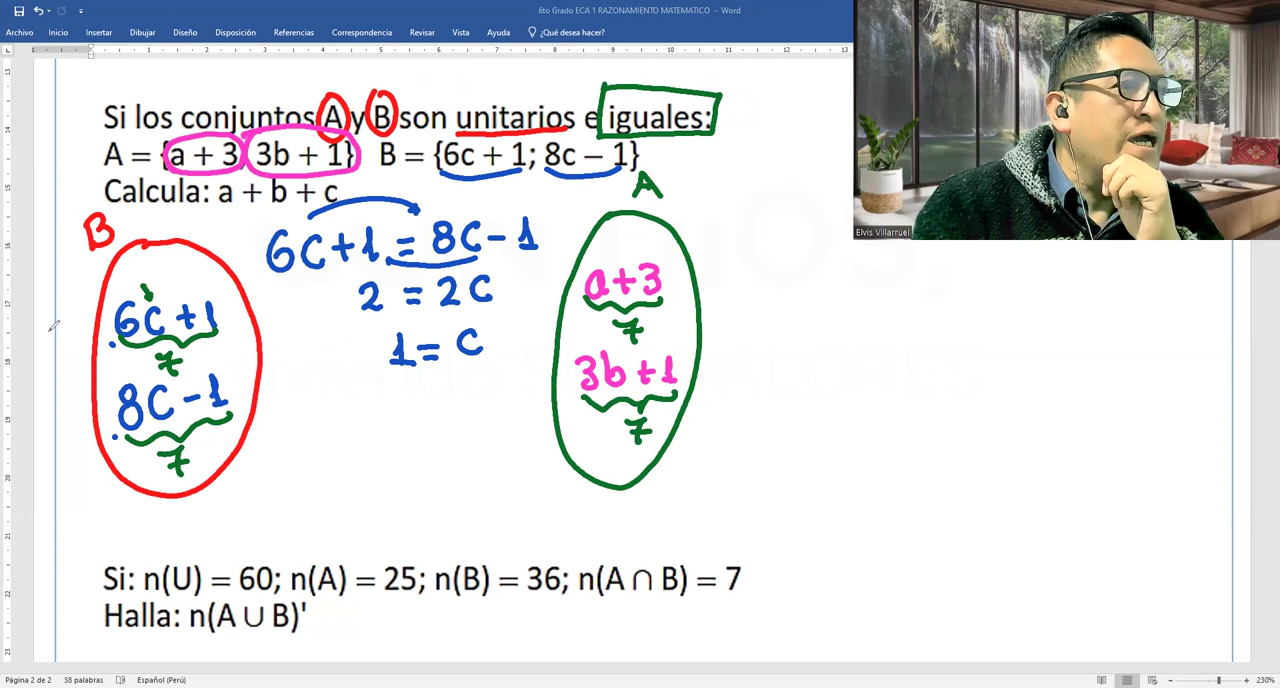 6to Grado ECA 1 RAZONAMIENTO MATEMATICO - Word
Archivo Inicio Insertar Dibujar Diseño Disposición Referencias Correspondencia Revisar Vista Ayuda ¿Qué desea hacer?
Si los conjuntos A y B son unitarios e iguales:
A = {a + 3; 3b + 1} B = {6c + 1; 8c − 1}
Calcula: a + b + c
B
6C + 1
7
8C - 1
7
6C + 1 = 8C - 1
2 = 2C
1 = C
A
a + 3
7
3b + 1
7
Elvis Villarruel
Si: n(U) = 60; n(A) = 25; n(B) = 36; n(A ∩ B) = 7
Halla: n(A ∪ B)'
Página 2 de 2 38 palabras Español (Perú) 230%